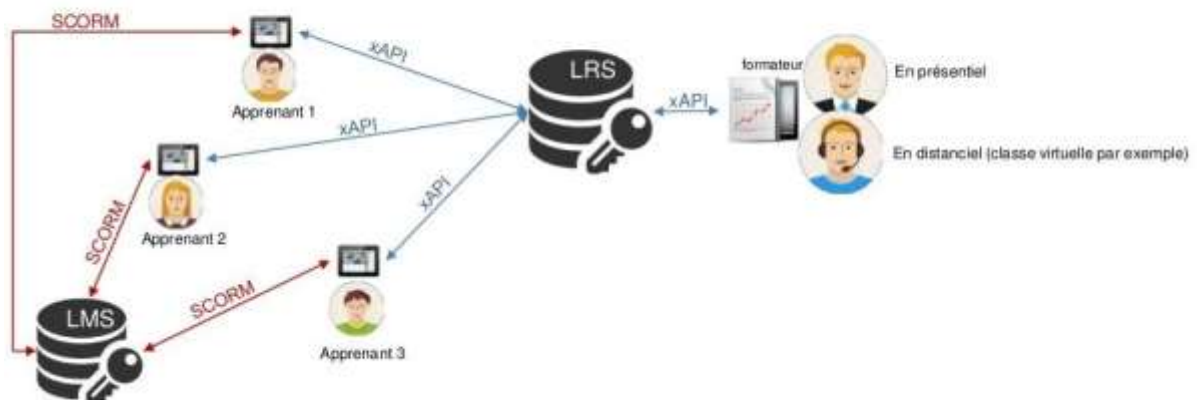 SCORM
xAPI
Apprenant 1
LRS
formateur
En présentiel
xAPI
xAPI
En distanciel (classe virtuelle par exemple)
SCORM
Apprenant 2
xAPI
SCORM
LMS
Apprenant 3